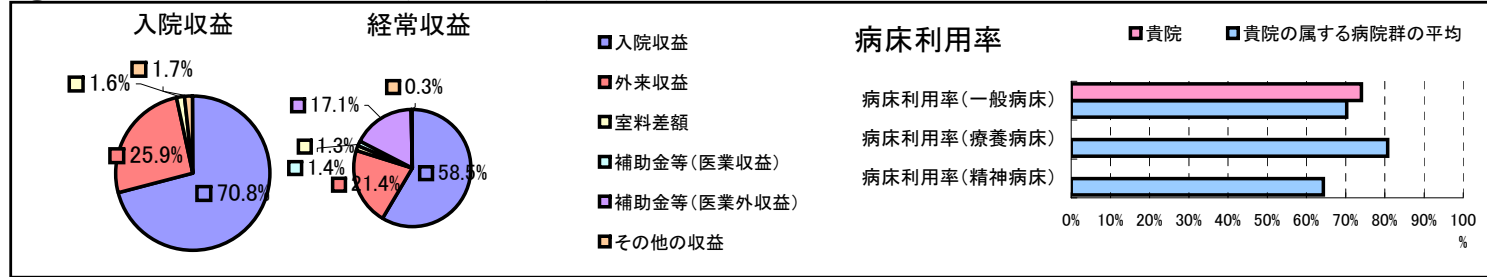 入院収益
1.7%
1.6%
25.9%
70.8%
経常収益
0.3%
17.1%
1.3%
1.4%
21.4%
58.5%
入院収益
外来収益
室料差額
補助金等(医業収益)
補助金等(医業外収益)
その他の収益
病床利用率
貴院 貴院の属する病院群の平均
病床利用率(一般病床)
病床利用率(療養病床)
病床利用率(精神病床)
0% 10% 20% 30% 40% 50% 60% 70% 80% 90% 100
%